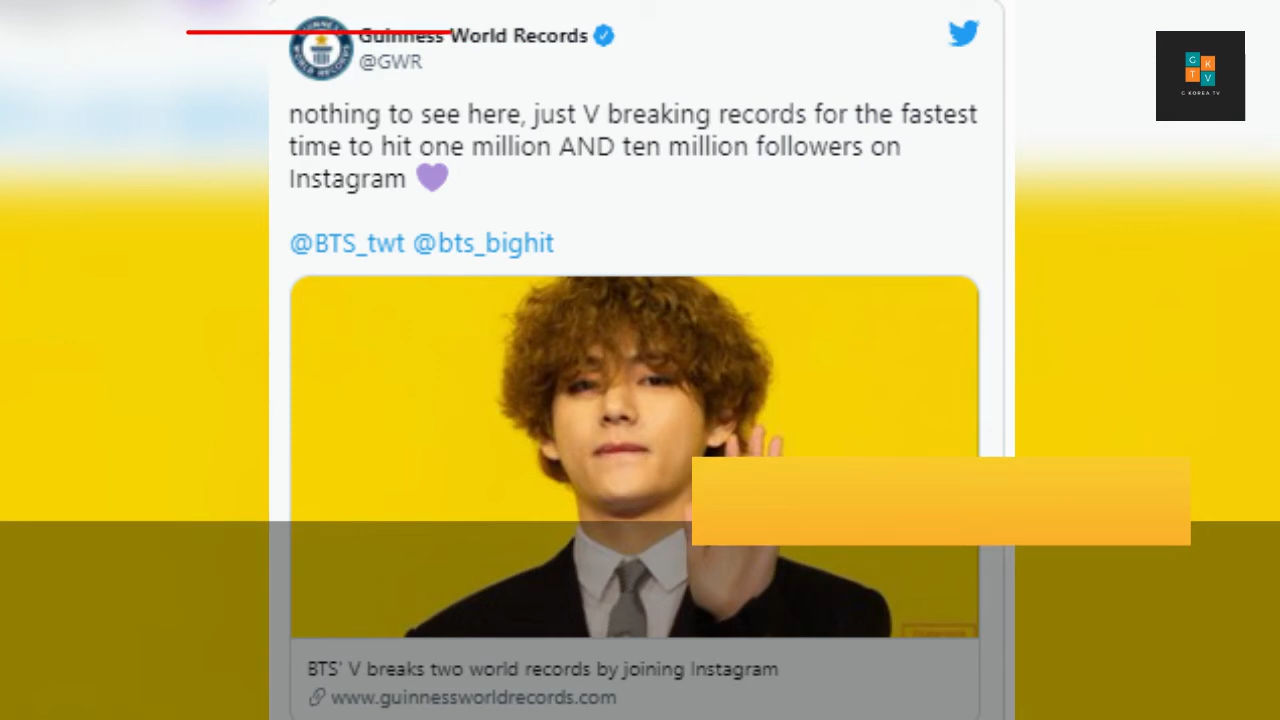 Guinness World Records
@GWR
nothing to see here, just V breaking records for the fastest
time to hit one million AND ten million followers on
Instagram 💜
@BTS_twt @bts_bighit
BTS' V breaks two world records by joining Instagram
www.guinnessworldrecords.com
G K
T V
G KOREA TV